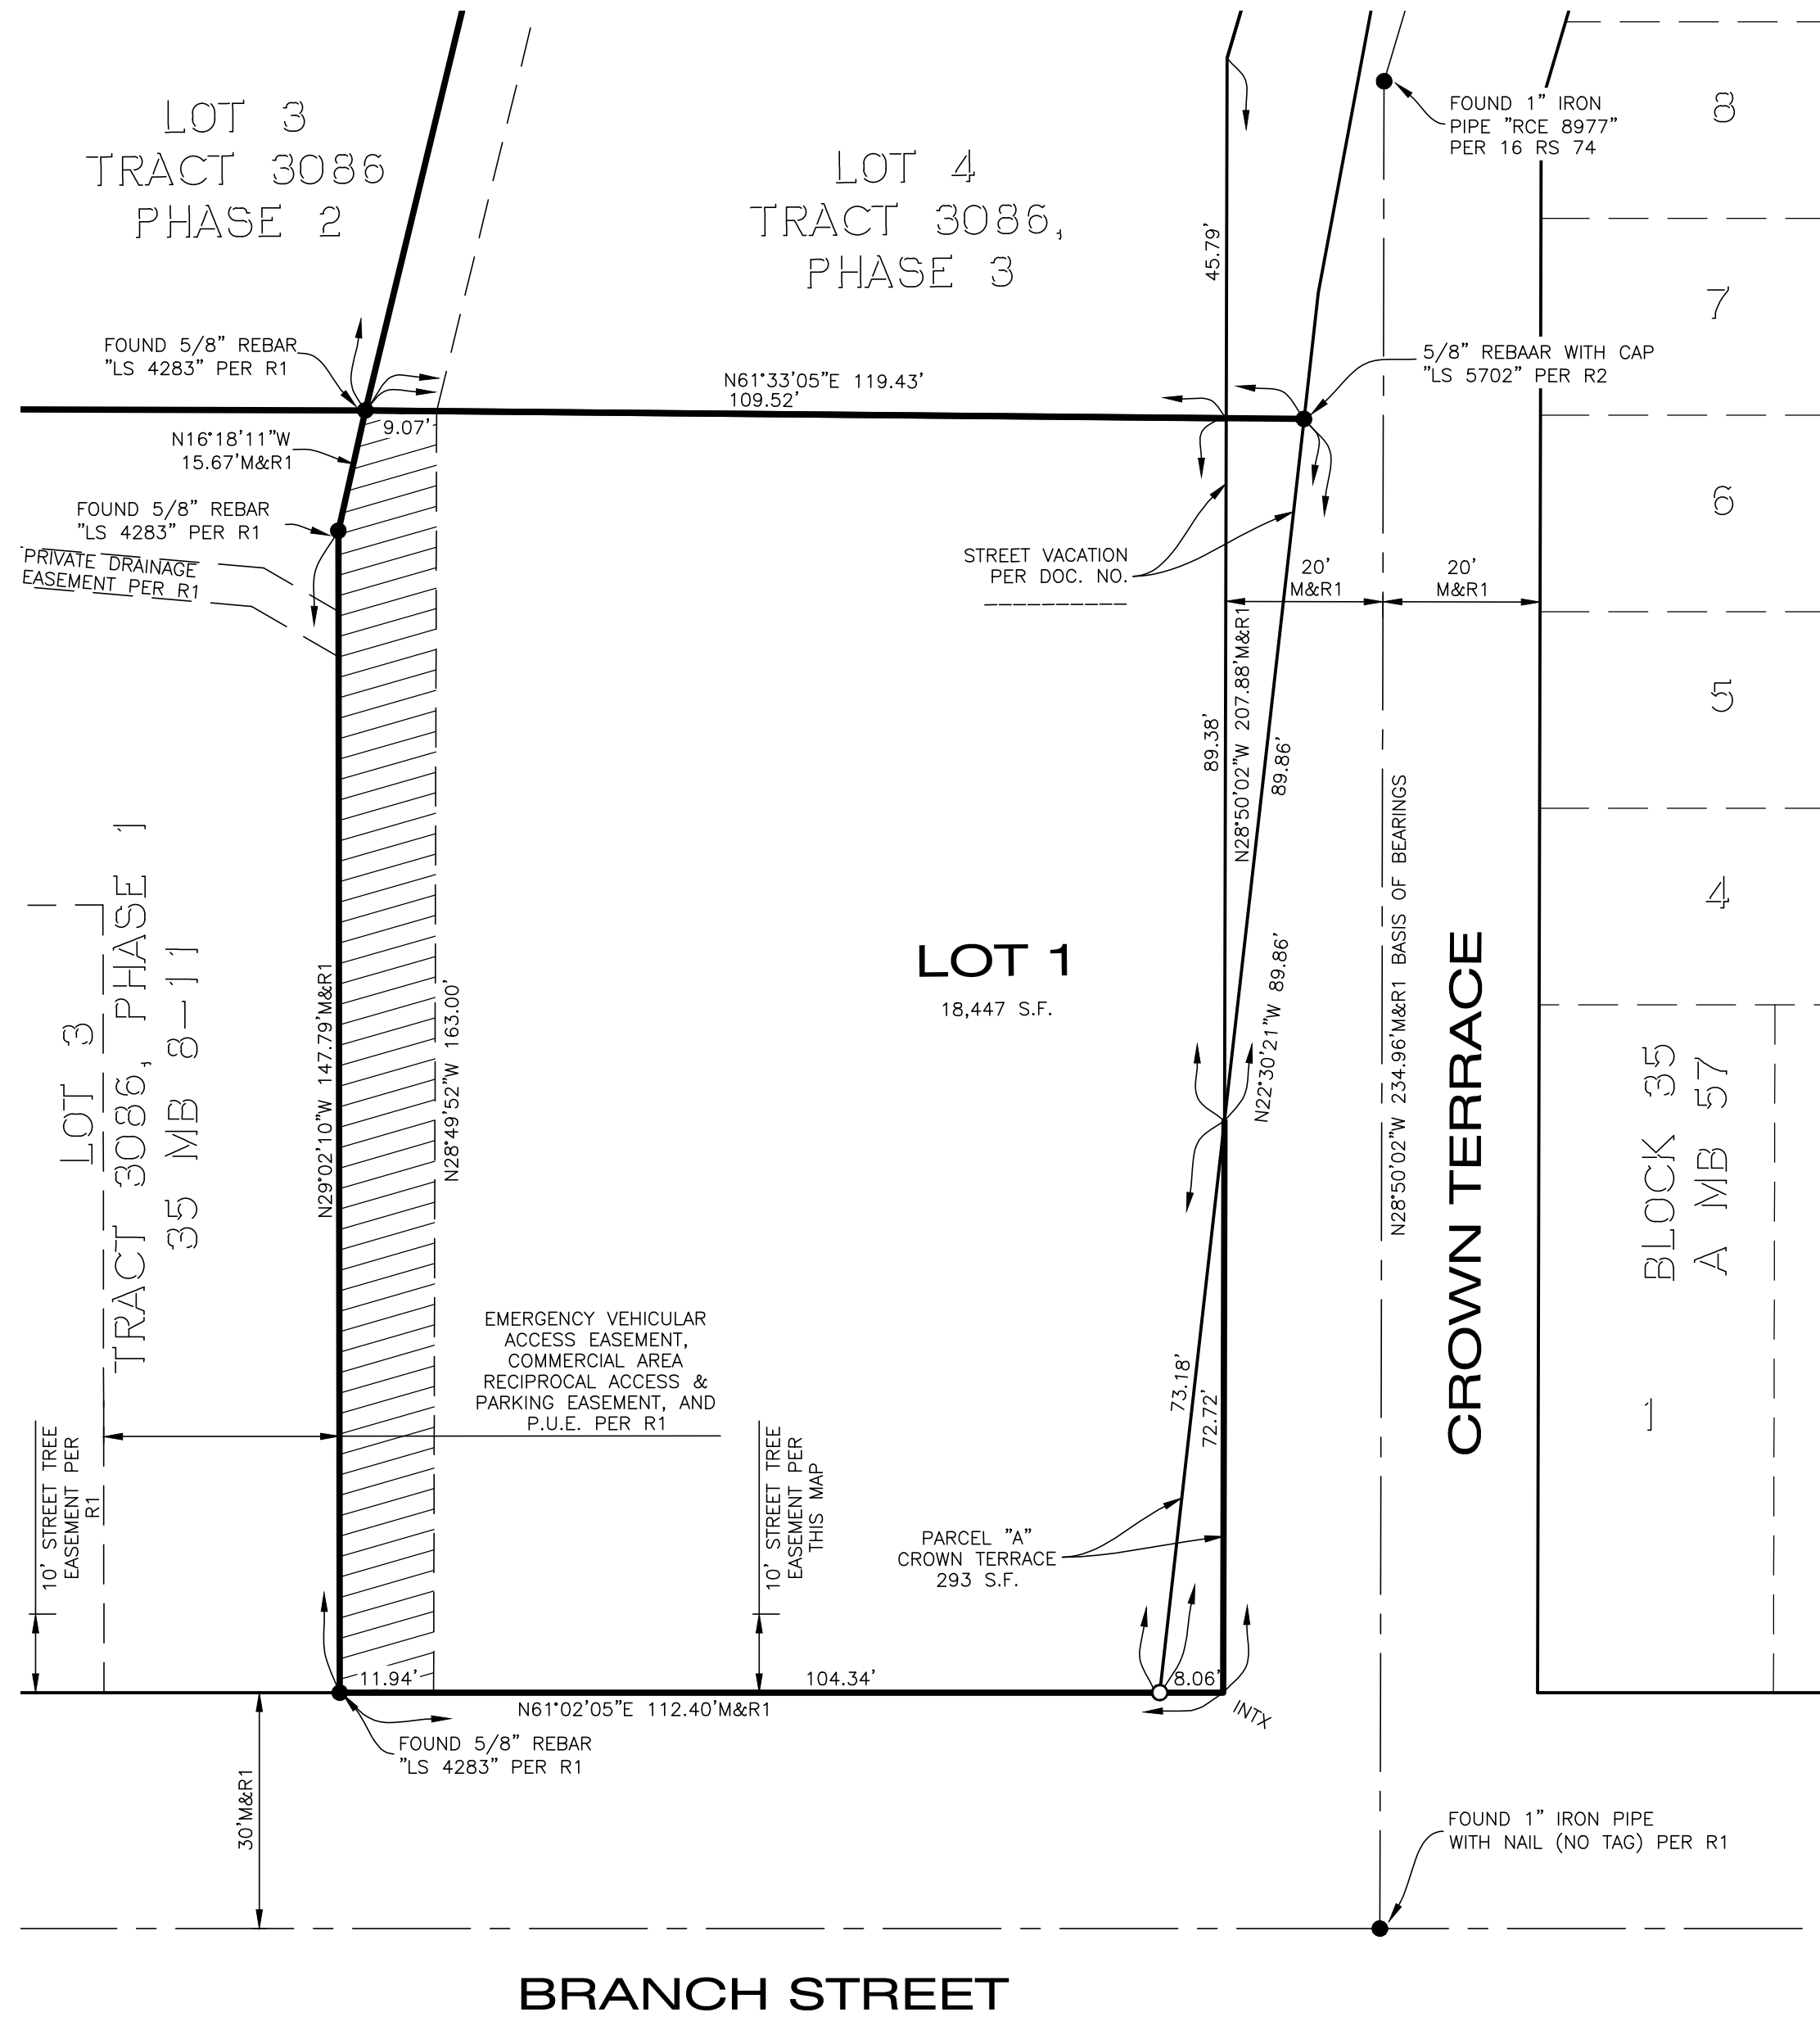 LOT 3
TRACT 3086
PHASE 2
LOT 4
TRACT 3086,
PHASE 3
FOUND 1" IRON
PIPE "RCE 8977"
PER 16 RS 74
8
7
6
5
4
1
45.79'
FOUND 5/8" REBAR
"LS 4283" PER R1
N61°33'05"E 119.43'
109.52'
5/8" REBAAR WITH CAP
"LS 5702" PER R2
9.07'
N16°18'11"W
15.67'M&R1
FOUND 5/8" REBAR
"LS 4283" PER R1
PRIVATE DRAINAGE
EASEMENT PER R1
STREET VACATION
PER DOC. NO.
20'
M&R1
20'
M&R1
89.38'
N28°50'02"W 207.88'M&R1
89.86'
N28°50'02"W 234.96'M&R1 BASIS OF BEARINGS
LOT 3
TRACT 3086, PHASE 1
35 MB 8-11
N29°02'10"W 147.79'M&R1
N28°49'52"W 163.00'
LOT 1
18,447 S.F.
N22°30'21"W 89.86'
CROWN TERRACE
BLOCK 35
A MB 57
EMERGENCY VEHICULAR
ACCESS EASEMENT,
COMMERCIAL AREA
RECIPROCAL ACCESS &
PARKING EASEMENT, AND
P.U.E. PER R1
10' STREET TREE
EASEMENT PER
R1
10' STREET TREE
EASEMENT PER
THIS MAP
73.18'
72.72'
PARCEL "A"
CROWN TERRACE
293 S.F.
11.94'
104.34'
8.06'
N61°02'05"E 112.40'M&R1
INTX
FOUND 5/8" REBAR
"LS 4283" PER R1
30'M&R1
FOUND 1" IRON PIPE
WITH NAIL (NO TAG) PER R1
BRANCH STREET